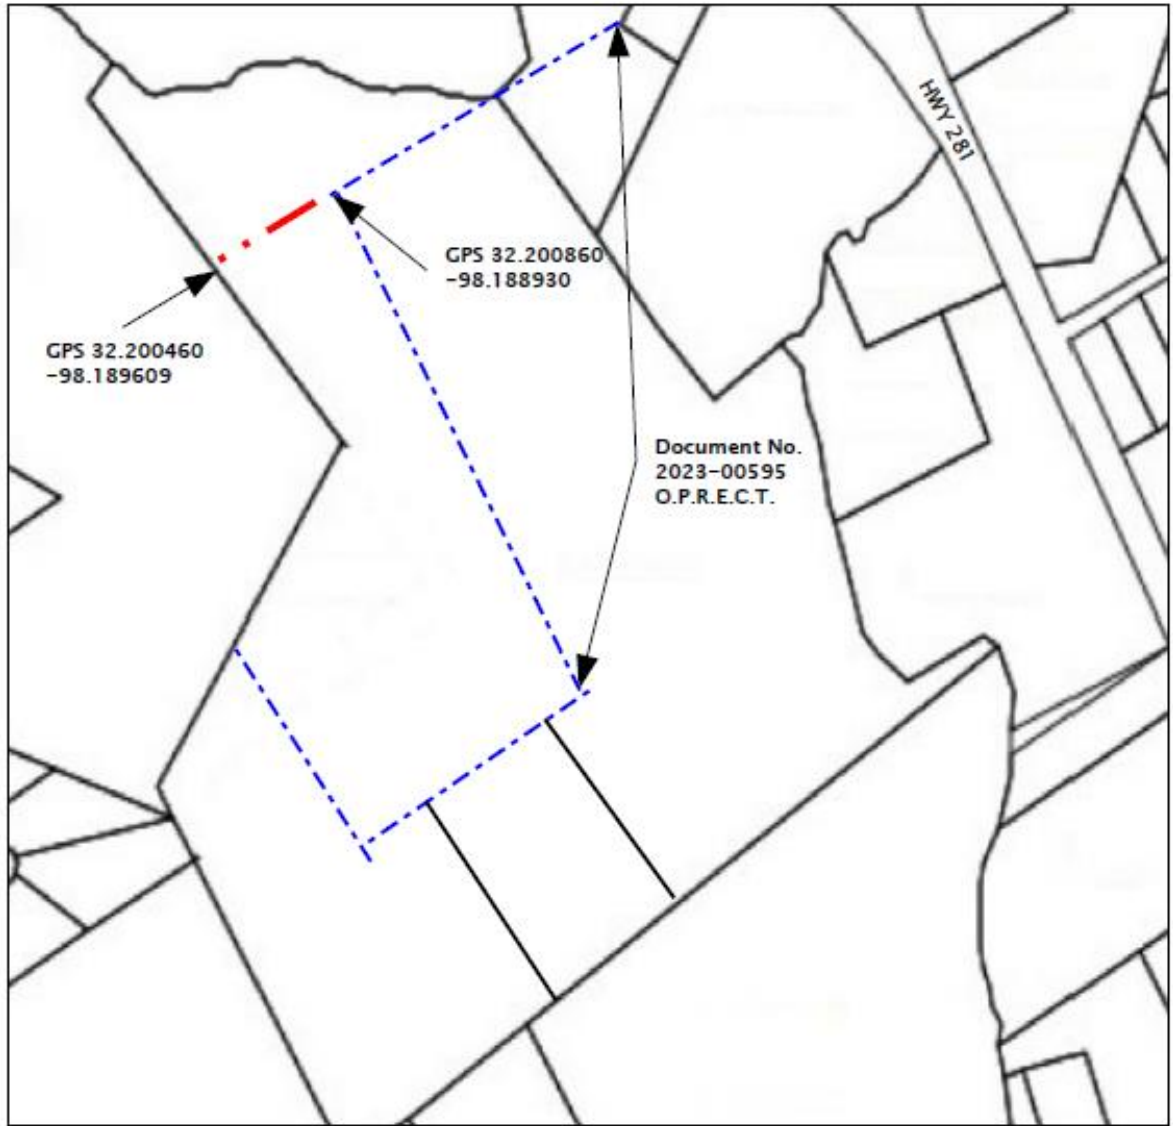 HWY 281
GPS 32.200860
-98.188930
GPS 32.200460
-98.189609
Document No.
2023-00595
O.P.R.E.C.T.